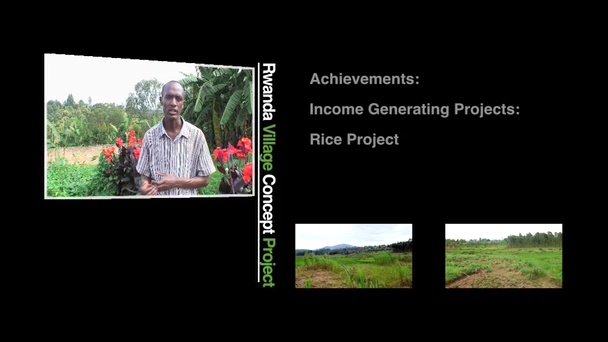 Rwanda Village Concept Project
Achievements:
Income Generating Projects:
Rice Project